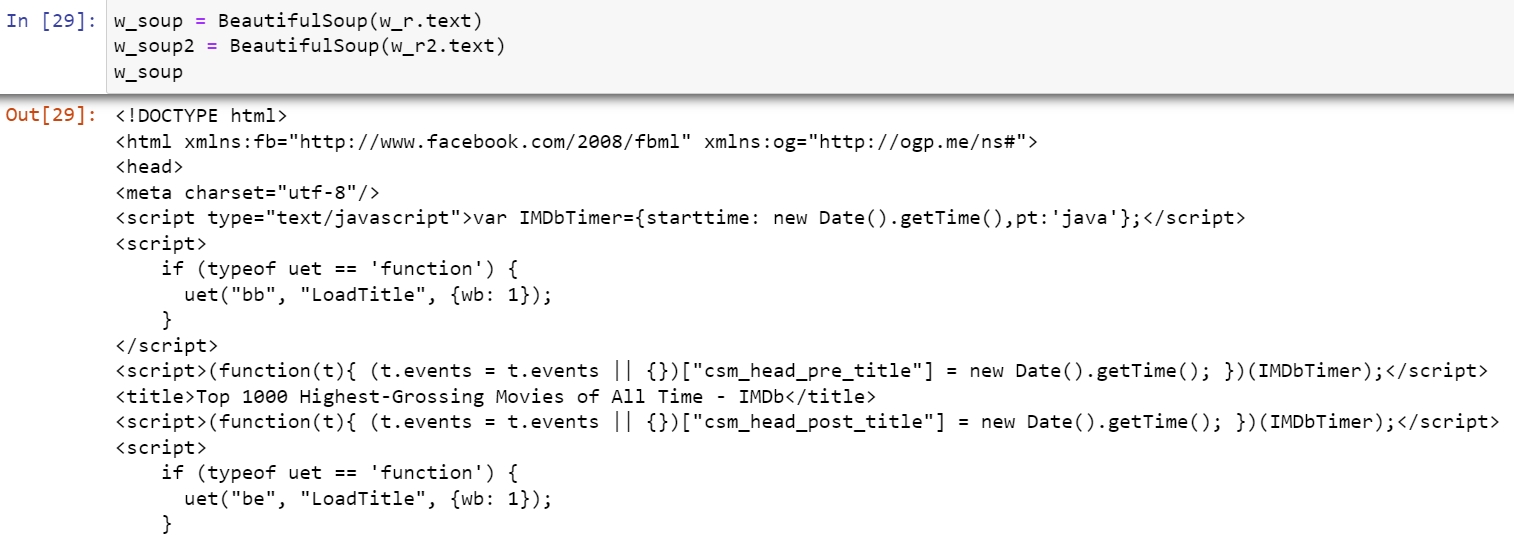 In [29]: w_soup = BeautifulSoup(w_r.text)
w_soup2 = BeautifulSoup(w_r2.text)
w_soup
Out[29]: <!DOCTYPE html>
<html xmlns:fb="http://www.facebook.com/2008/fbml" xmlns:og="http://ogp.me/ns#">
<head>
<meta charset="utf-8"/>
<script type="text/javascript">var IMDbTimer={starttime: new Date().getTime(),pt:'java'};</script>
<script>
    if (typeof uet == 'function') {
      uet("bb", "LoadTitle", {wb: 1});
    }
</script>
<script>(function(t){ (t.events = t.events || {})["csm_head_pre_title"] = new Date().getTime(); })(IMDbTimer);</script>
<title>Top 1000 Highest-Grossing Movies of All Time - IMDb</title>
<script>(function(t){ (t.events = t.events || {})["csm_head_post_title"] = new Date().getTime(); })(IMDbTimer);</script>
<script>
    if (typeof uet == 'function') {
      uet("be", "LoadTitle", {wb: 1});
    }